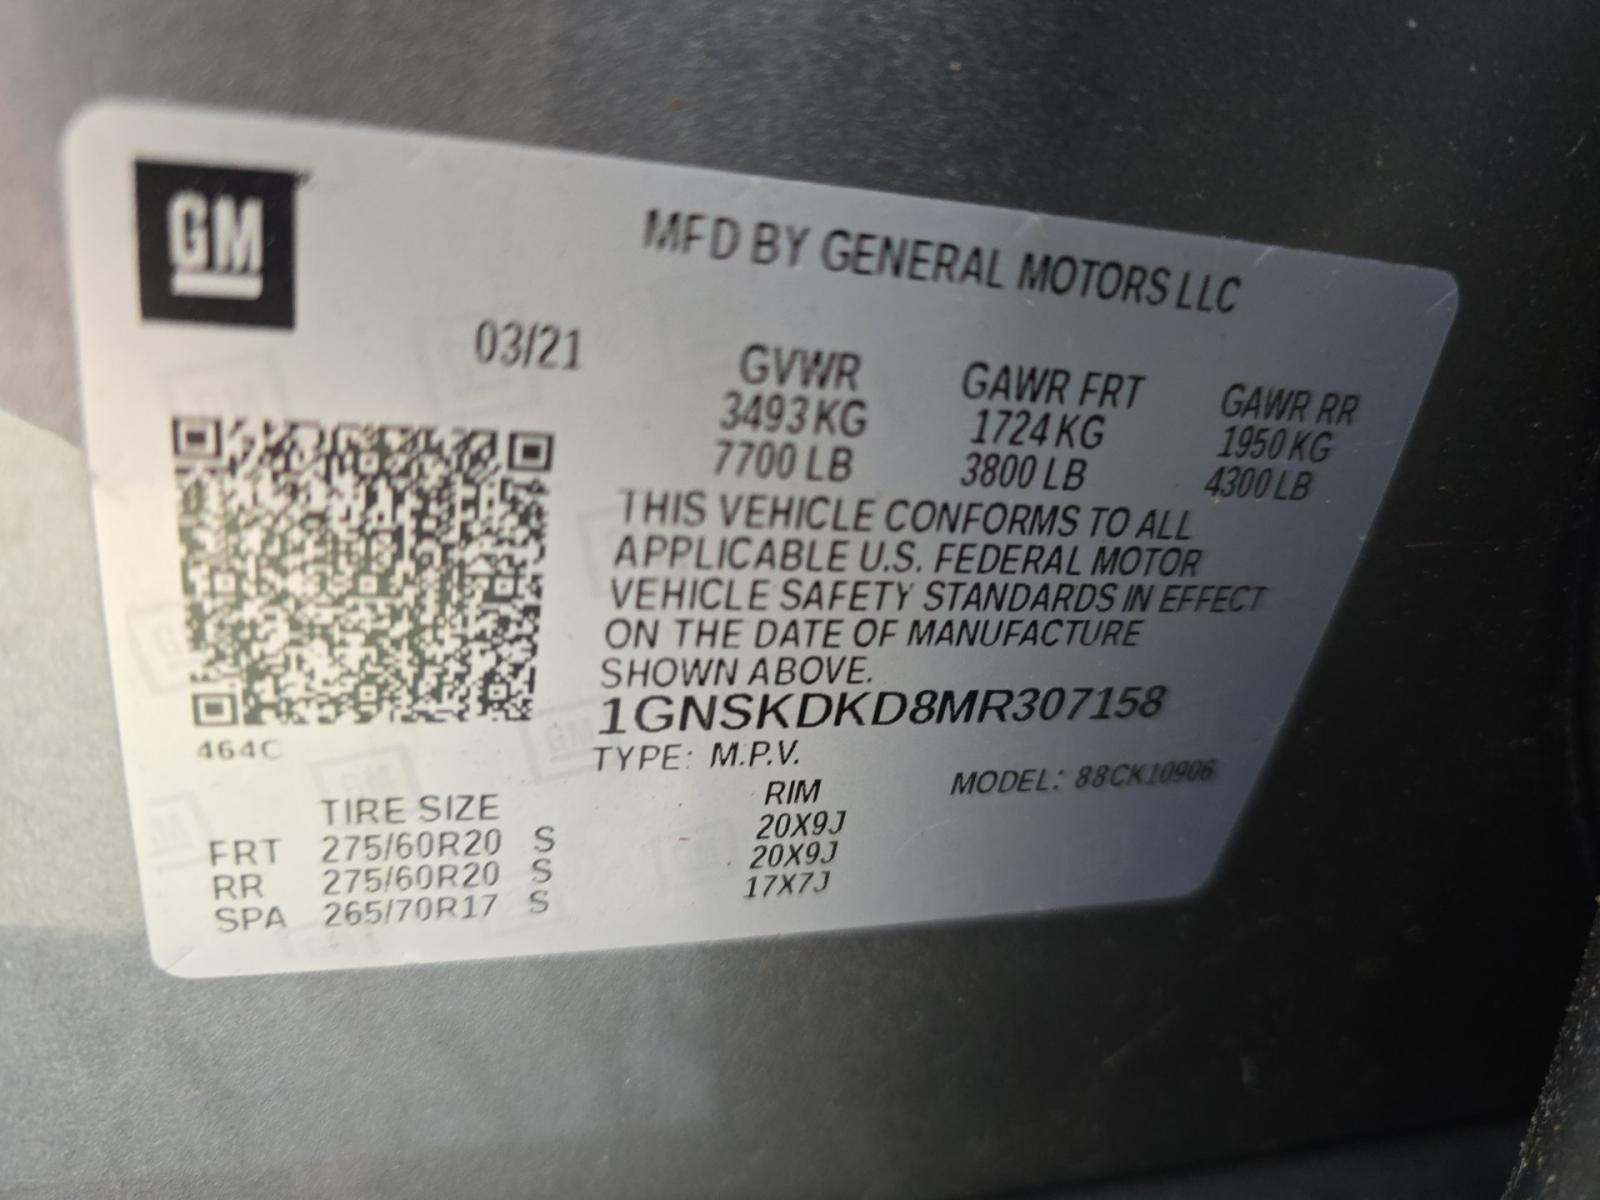 GM
MFD BY GENERAL MOTORS LLC
03/21
GVWR GAWR FRT GAWR RR
3493 KG 1724 KG 1950 KG
7700 LB 3800 LB 4300 LB
THIS VEHICLE CONFORMS TO ALL
APPLICABLE U.S. FEDERAL MOTOR
VEHICLE SAFETY STANDARDS IN EFFECT
ON THE DATE OF MANUFACTURE
SHOWN ABOVE.
1GNSKDKD8MR307158
464C
TYPE: M.P.V.
MODEL: 88CK10906
TIRE SIZE RIM
FRT 275/60R20 S 20X9J
RR 275/60R20 S 20X9J
SPA 265/70R17 S 17X7J